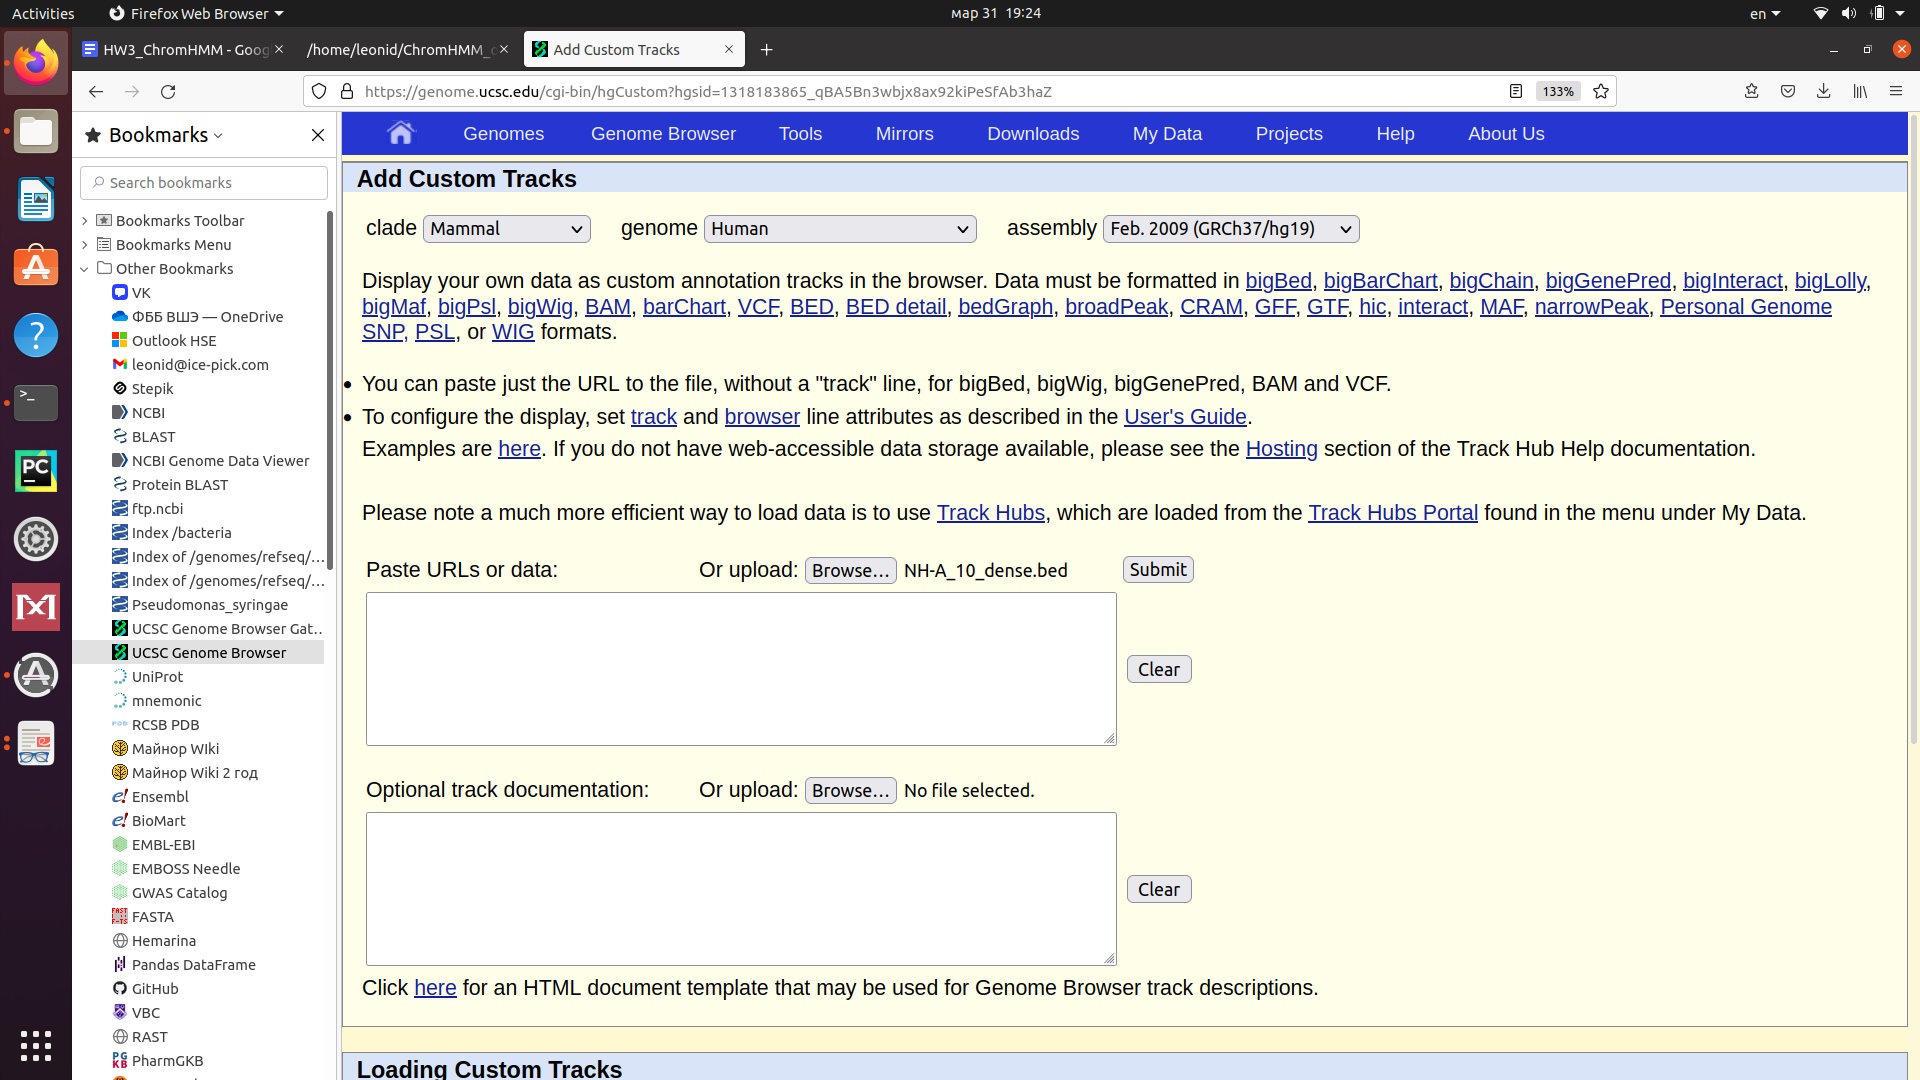 Activities
Firefox Web Browser
мар 31 19:24
en
HW3_ChromHMM - Goog
/home/leonid/ChromHMM_
Add Custom Tracks
https://genome.ucsc.edu/cgi-bin/hgCustom?hgsid=1318183865_qBA5Bn3wbjx8ax92kiPeSfAb3haZ
133%
Bookmarks
Search bookmarks
Bookmarks Toolbar
Bookmarks Menu
Other Bookmarks
VK
ФББ ВШЭ — OneDrive
Outlook HSE
leonid@ice-pick.com
Stepik
NCBI
BLAST
NCBI Genome Data Viewer
Protein BLAST
ftp.ncbi
Index /bacteria
Index of /genomes/refseq/…
Index of /genomes/refseq/…
Pseudomonas_syringae
UCSC Genome Browser Gat…
UCSC Genome Browser
UniProt
mnemonic
RCSB PDB
Майнор WIki
Майнор Wiki 2 год
Ensembl
BioMart
EMBL-EBI
EMBOSS Needle
GWAS Catalog
FASTA
Hemarina
Pandas DataFrame
GitHub
VBC
RAST
PharmGKB
Genomes Genome Browser Tools Mirrors Downloads My Data Projects Help About Us
Add Custom Tracks
clade Mammal genome Human assembly Feb. 2009 (GRCh37/hg19)
Display your own data as custom annotation tracks in the browser. Data must be formatted in bigBed, bigBarChart, bigChain, bigGenePred, bigInteract, bigLolly,
bigMaf, bigPsl, bigWig, BAM, barChart, VCF, BED, BED detail, bedGraph, broadPeak, CRAM, GFF, GTF, hic, interact, MAF, narrowPeak, Personal Genome
SNP, PSL, or WIG formats.
• You can paste just the URL to the file, without a "track" line, for bigBed, bigWig, bigGenePred, BAM and VCF.
• To configure the display, set track and browser line attributes as described in the User's Guide.
Examples are here. If you do not have web-accessible data storage available, please see the Hosting section of the Track Hub Help documentation.
Please note a much more efficient way to load data is to use Track Hubs, which are loaded from the Track Hubs Portal found in the menu under My Data.
Paste URLs or data: Or upload: Browse… NH-A_10_dense.bed Submit
Clear
Optional track documentation: Or upload: Browse… No file selected.
Clear
Click here for an HTML document template that may be used for Genome Browser track descriptions.
Loading Custom Tracks